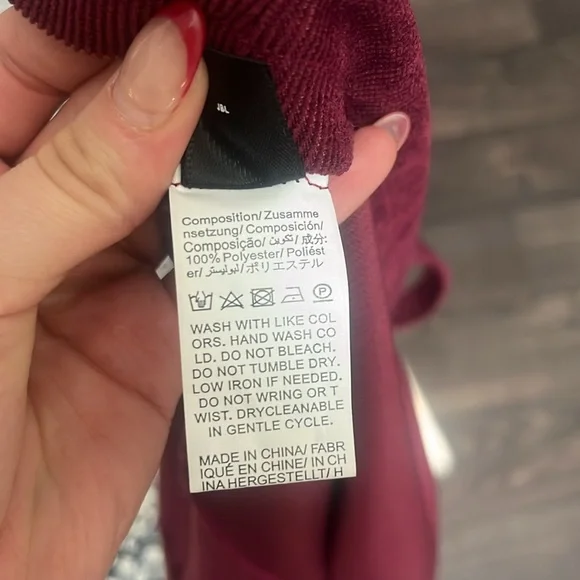 Composition/ Zusamme
nsetzung/ Composición/
Composição/ تكوين/ 成分:
100% Polyester/ Poliést
er/ بوليستر/ ポリエステル
WASH WITH LIKE COL
ORS. HAND WASH CO
LD. DO NOT BLEACH.
DO NOT TUMBLE DRY.
LOW IRON IF NEEDED.
DO NOT WRING OR T
WIST. DRYCLEANABLE
IN GENTLE CYCLE.
MADE IN CHINA/ FABR
IQUÉ EN CHINE/ IN CH
INA HERGESTELLT/ H